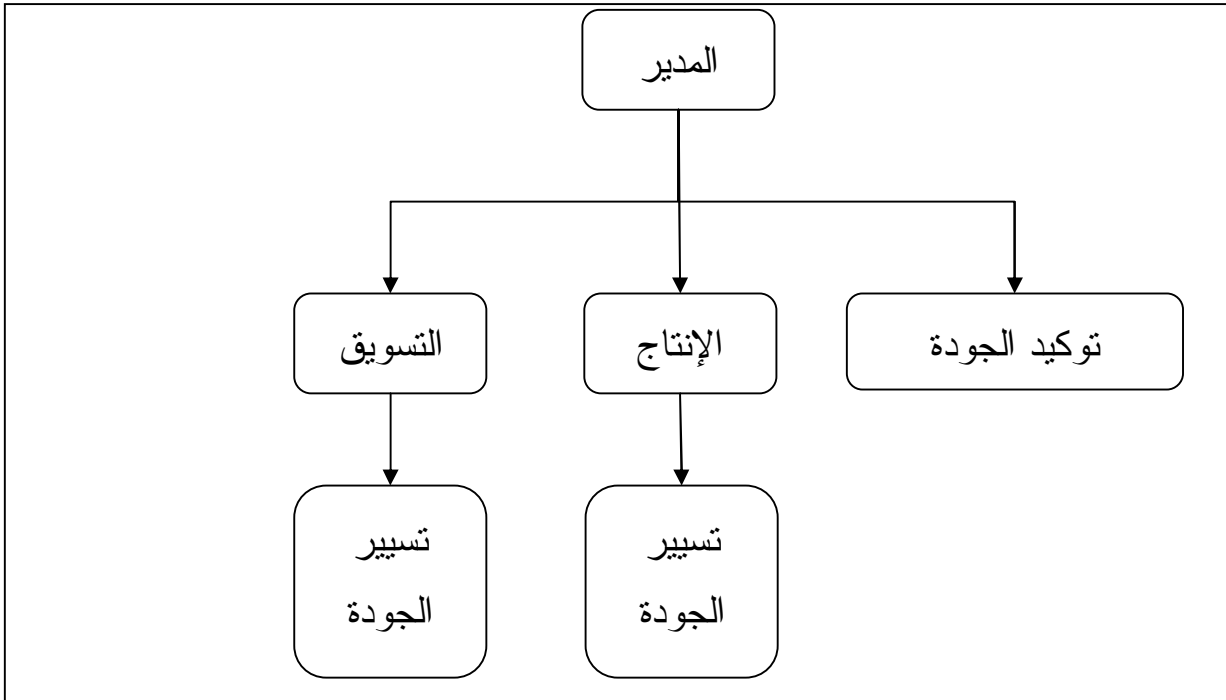 المدير
توكيد الجودة
الإنتاج
التسويق
تسيير
الجودة
تسيير
الجودة